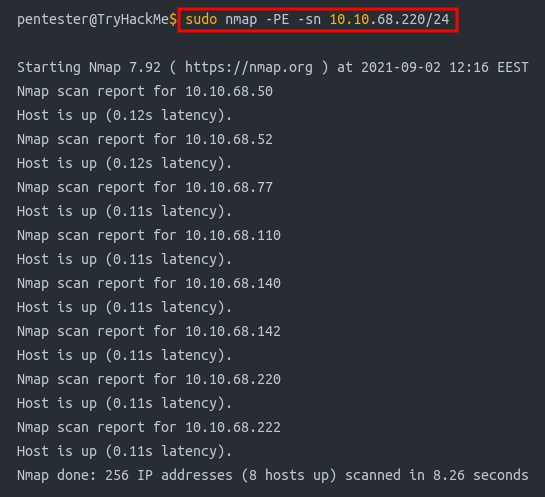 pentester@TryHackMe$ sudo nmap -PE -sn 10.10.68.220/24
Starting Nmap 7.92 ( https://nmap.org ) at 2021-09-02 12:16 EEST
Nmap scan report for 10.10.68.50
Host is up (0.12s latency).
Nmap scan report for 10.10.68.52
Host is up (0.12s latency).
Nmap scan report for 10.10.68.77
Host is up (0.11s latency).
Nmap scan report for 10.10.68.110
Host is up (0.11s latency).
Nmap scan report for 10.10.68.140
Host is up (0.11s latency).
Nmap scan report for 10.10.68.142
Host is up (0.11s latency).
Nmap scan report for 10.10.68.220
Host is up (0.11s latency).
Nmap scan report for 10.10.68.222
Host is up (0.11s latency).
Nmap done: 256 IP addresses (8 hosts up) scanned in 8.26 seconds